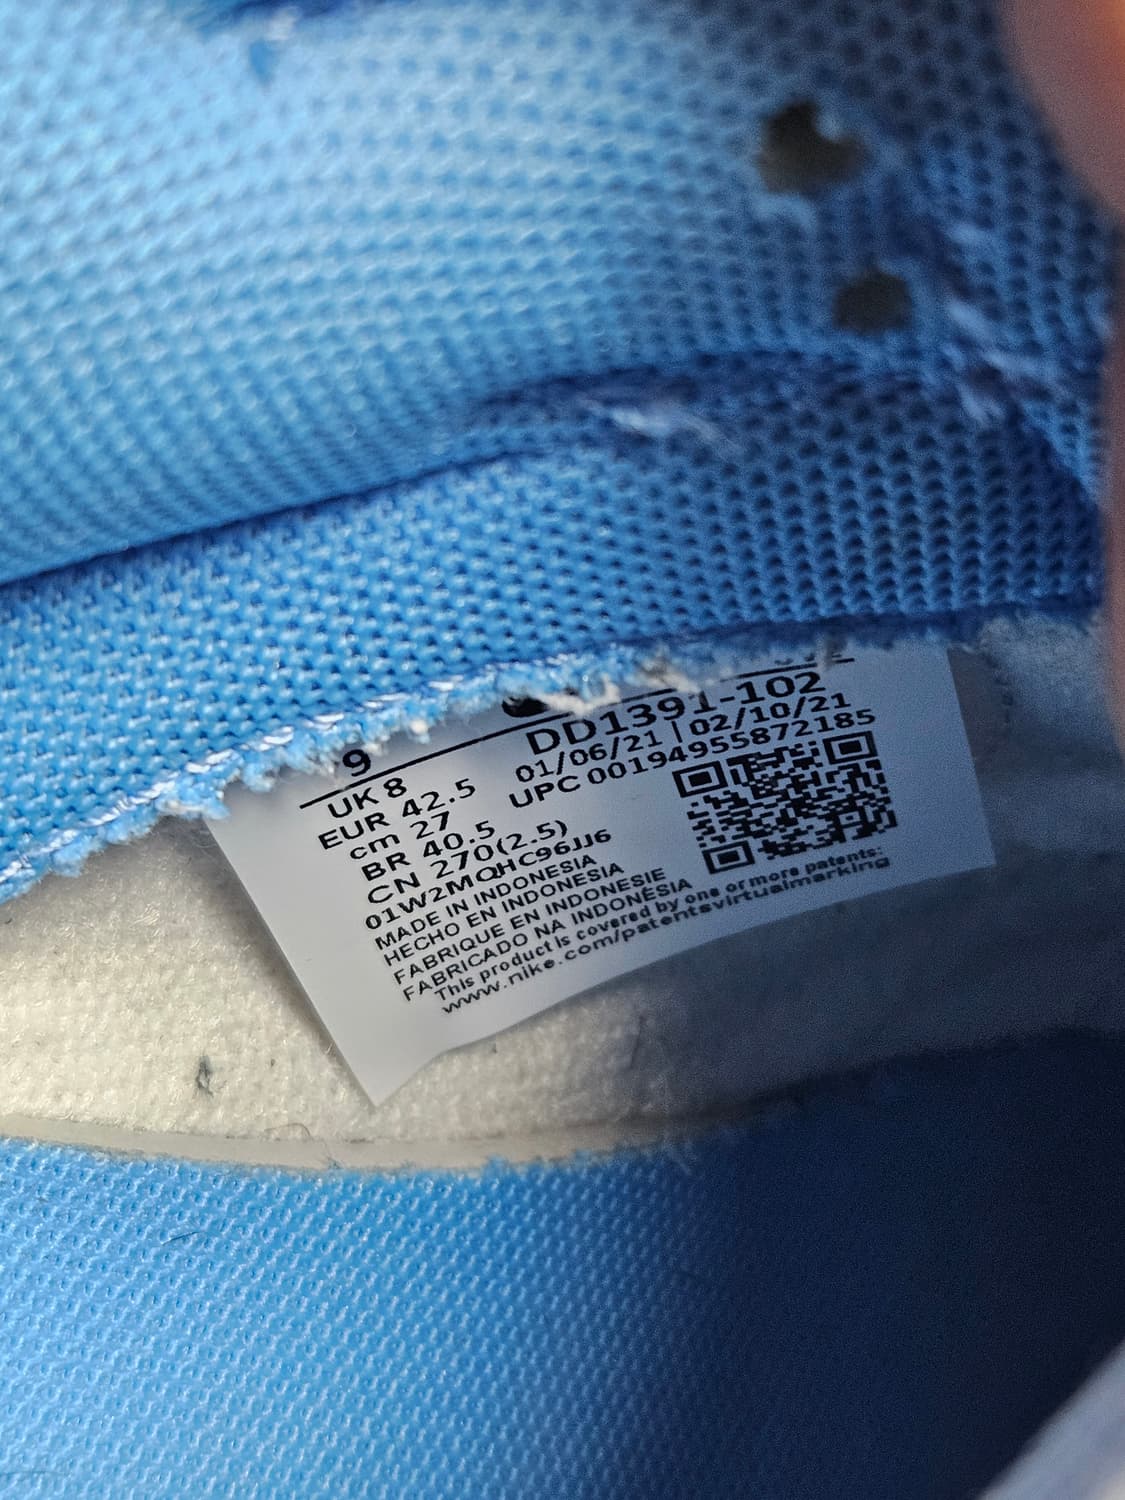 9
UK 8
EUR 42.5
cm 27
BR 40.5
CN 270(2.5)
DD1391-102
01/06/21 | 02/10/21
UPC 00194955872185
01W2MQHC96JJ6
MADE IN INDONESIA
HECHO EN INDONESIA
FABRIQUE EN INDONESIE
FABRICADO NA INDONÉSIA
This product is covered by one or more patents:
www.nike.com/patentsvirtualmarking